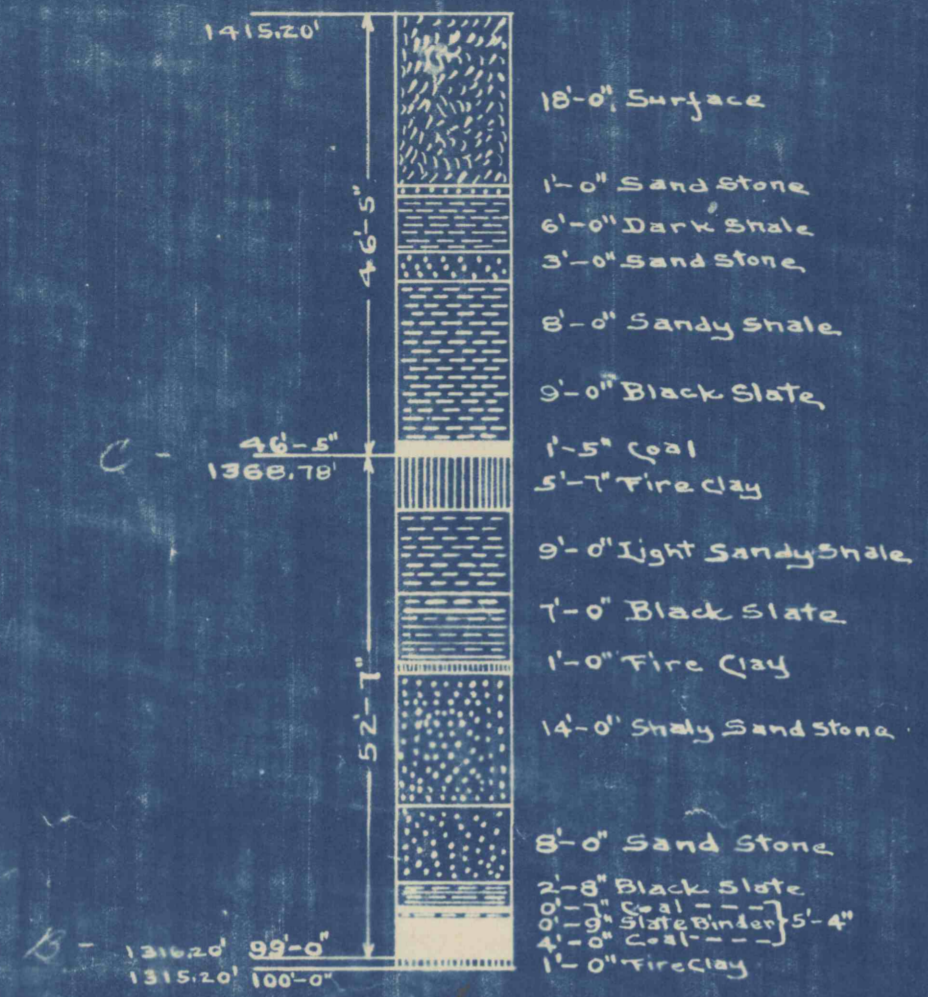 1415.20'
18'-0" Surface
1'-0" Sand Stone
6'-0" Dark Shale
46'-5"
3'-0" Sand Stone
8'-0" Sandy Shale
9'-0" Black Slate
C - 46'-5"
1'-5" Coal
1368.78'
5'-7" Fire Clay
9'-0" Light Sandy Shale
7'-0" Black Slate
1'-0" Fire Clay
52'-7"
14'-0" Shaly Sand Stone
8'-0" Sand Stone
2'-8" Black Slate
0'-7" Coal
0'-9" Slate Binder } 5'-4"
4'-0" Coal
B - 1316.20' 99'-0"
1'-0" Fire Clay
1315.20' 100'-0"